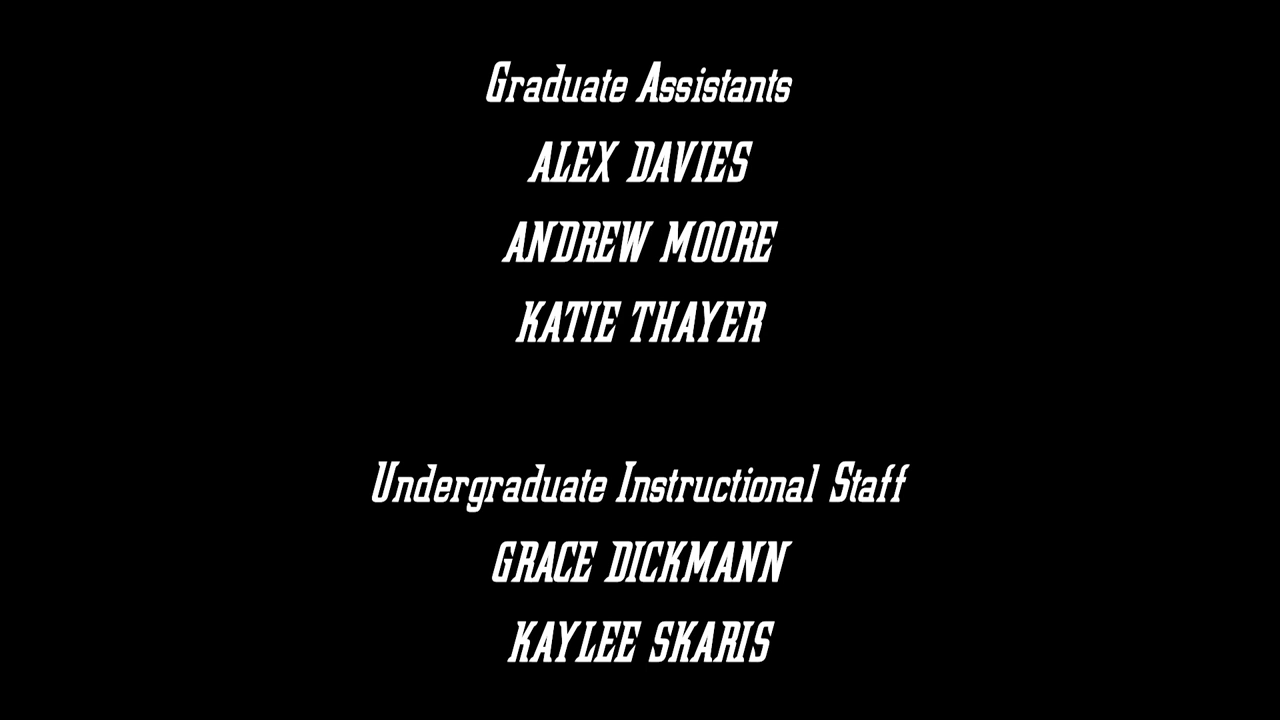 Graduate Assistants
ALEX DAVIES
ANDREW MOORE
KATIE THAYER
Undergraduate Instructional Staff
GRACE DICKMANN
KAYLEE SKARIS